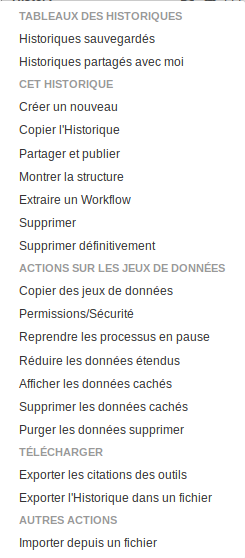 TABLEAUX DES HISTORIQUES
Historiques sauvegardés
Historiques partagés avec moi
CET HISTORIQUE
Créer un nouveau
Copier l'Historique
Partager et publier
Montrer la structure
Extraire un Workflow
Supprimer
Supprimer définitivement
ACTIONS SUR LES JEUX DE DONNÉES
Copier des jeux de données
Permissions/Sécurité
Reprendre les processus en pause
Réduire les données étendus
Afficher les données cachés
Supprimer les données cachés
Purger les données supprimer
TÉLÉCHARGER
Exporter les citations des outils
Exporter l'Historique dans un fichier
AUTRES ACTIONS
Importer depuis un fichier